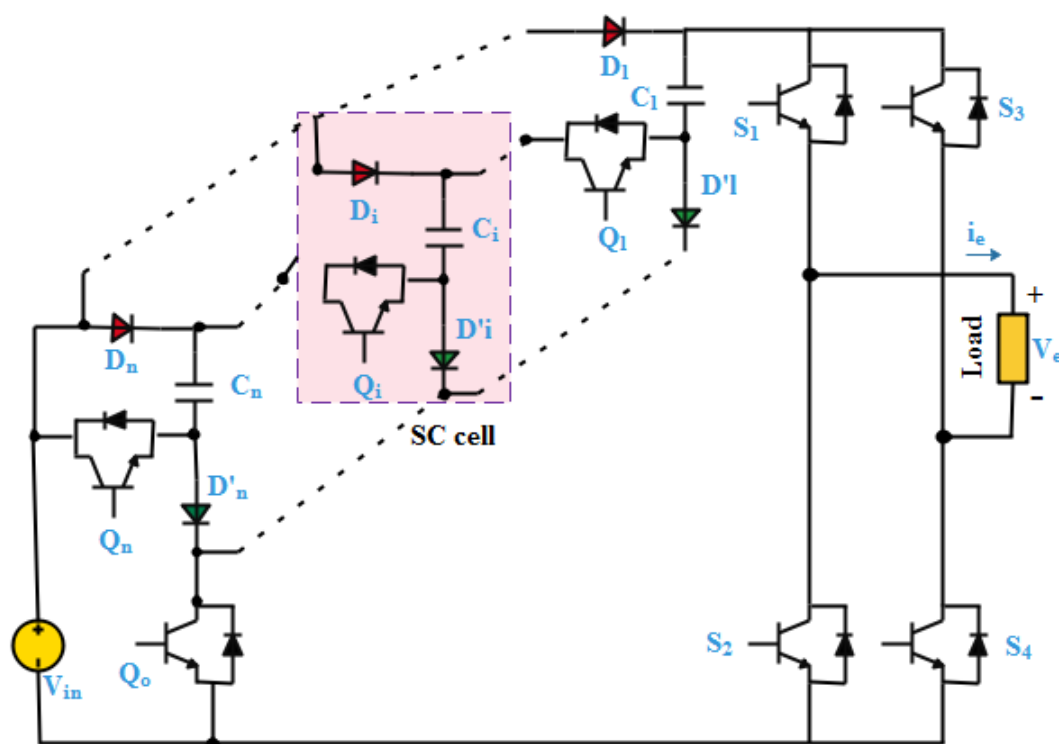 D₁
C₁
S₁
S₃
Dᵢ
Cᵢ
Q₁
D'l
iₑ
+
Load
Vₑ
-
Dₙ
Cₙ
Qᵢ
D'i
SC cell
Qₙ
D'ₙ
+
-
Vᵢₙ
Qₒ
S₂
S₄